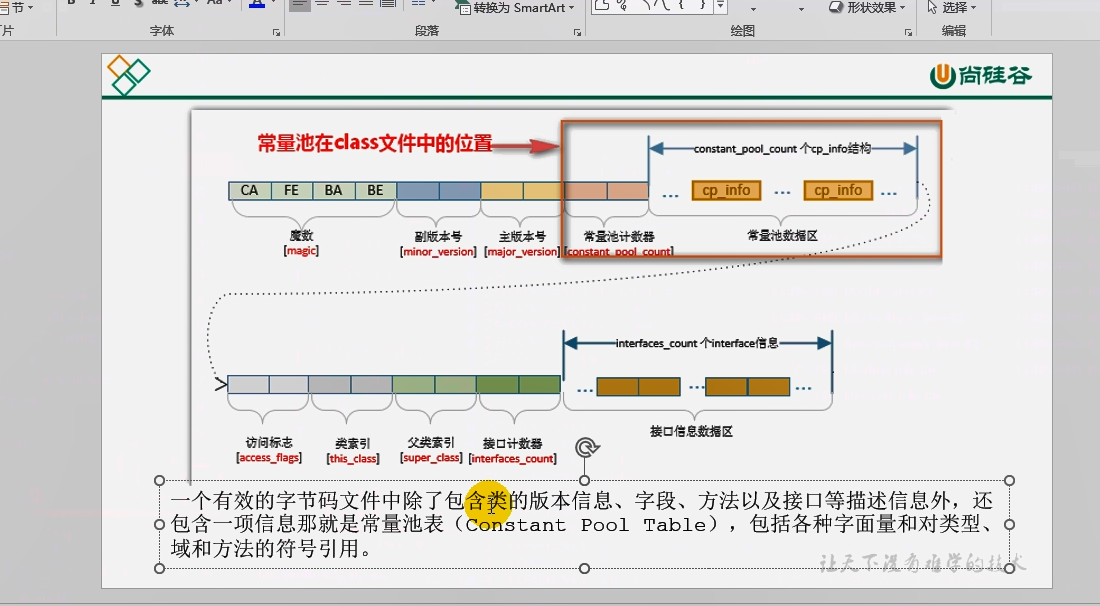 转换为 SmartArt
形状效果
选择
片
字体
段落
绘图
编辑
尚硅谷
常量池在class文件中的位置
constant_pool_count 个cp_info结构
CA FE BA BE
... cp_info ... cp_info ...
魔数
[magic]
副版本号
[minor_version]
主版本号
[major_version]
常量池计数器
[constant_pool_count]
常量池数据区
interfaces_count 个interface信息
... ... ...
访问标志
[access_flags]
类索引
[this_class]
父类索引
[super_class]
接口计数器
[interfaces_count]
接口信息数据区
一个有效的字节码文件中除了包含类的版本信息、字段、方法以及接口等描述信息外，还
包含一项信息那就是常量池表（Constant Pool Table），包括各种字面量和对类型、
域和方法的符号引用。
让天下没有难学的技术